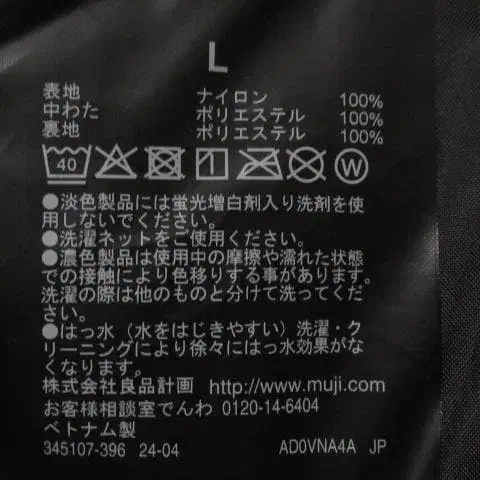 L
表地 ナイロン 100%
中わた ポリエステル 100%
裏地 ポリエステル 100%
40 W
●淡色製品には蛍光増白剤入り洗剤を使
用しないでください。
●洗濯ネットをご使用ください。
●濃色製品は使用中の摩擦や濡れた状態
での接触により色移りする事があります。
洗濯の際は他のものと分けて洗ってくだ
さい。
●はっ水（水をはじきやすい）洗濯・ク
リーニングにより徐々にはっ水効果がな
くなります。
株式会社良品計画 http://www.muji.com
お客様相談室でんわ 0120-14-6404
ベトナム製
345107-396 24-04 AD0VNA4A JP